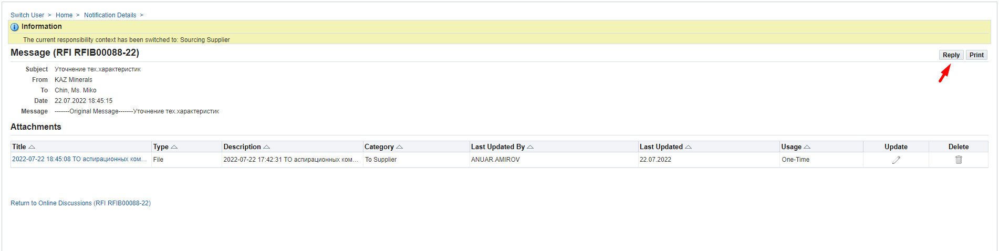 Switch User > Home > Notification Details >
Information
The current responsibility context has been switched to: Sourcing Supplier
Message (RFI RFIB00088-22)
Reply Print
Subject Уточнение тех.характеристик
From KAZ Minerals
To Chin, Ms. Miko
Date 22.07.2022 18:45:15
Message -------Original Message-------Уточнение тех.характеристик
Attachments
Title Type Description Category Last Updated By Last Updated Usage Update Delete
2022-07-22 18:45:08 ТО аспирационных ком… File 2022-07-22 17:42:31 ТО аспирационных ком… To Supplier ANUAR.AMIROV 22.07.2022 One-Time
Return to Online Discussions (RFI RFIB00088-22)